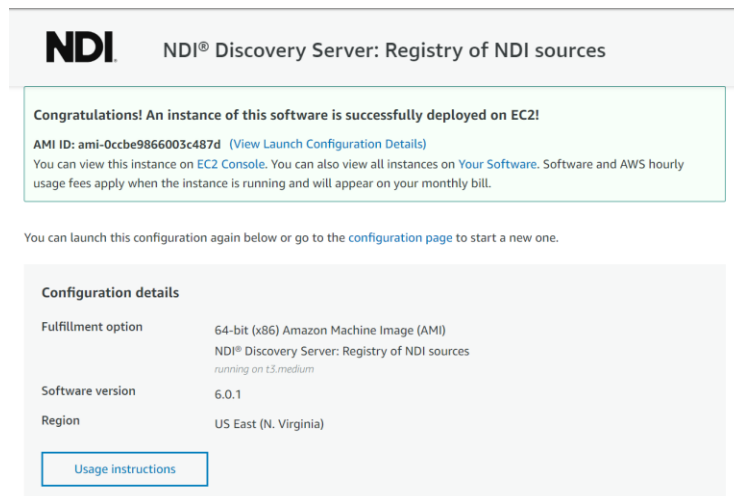 NDI.
NDI® Discovery Server: Registry of NDI sources
Congratulations! An instance of this software is successfully deployed on EC2!
AMI ID: ami-0ccbe9866003c487d (View Launch Configuration Details)
You can view this instance on EC2 Console. You can also view all instances on Your Software. Software and AWS hourly
usage fees apply when the instance is running and will appear on your monthly bill.
You can launch this configuration again below or go to the configuration page to start a new one.
Configuration details
Fulfillment option
64-bit (x86) Amazon Machine Image (AMI)
NDI® Discovery Server: Registry of NDI sources
running on t3.medium
Software version
6.0.1
Region
US East (N. Virginia)
Usage instructions